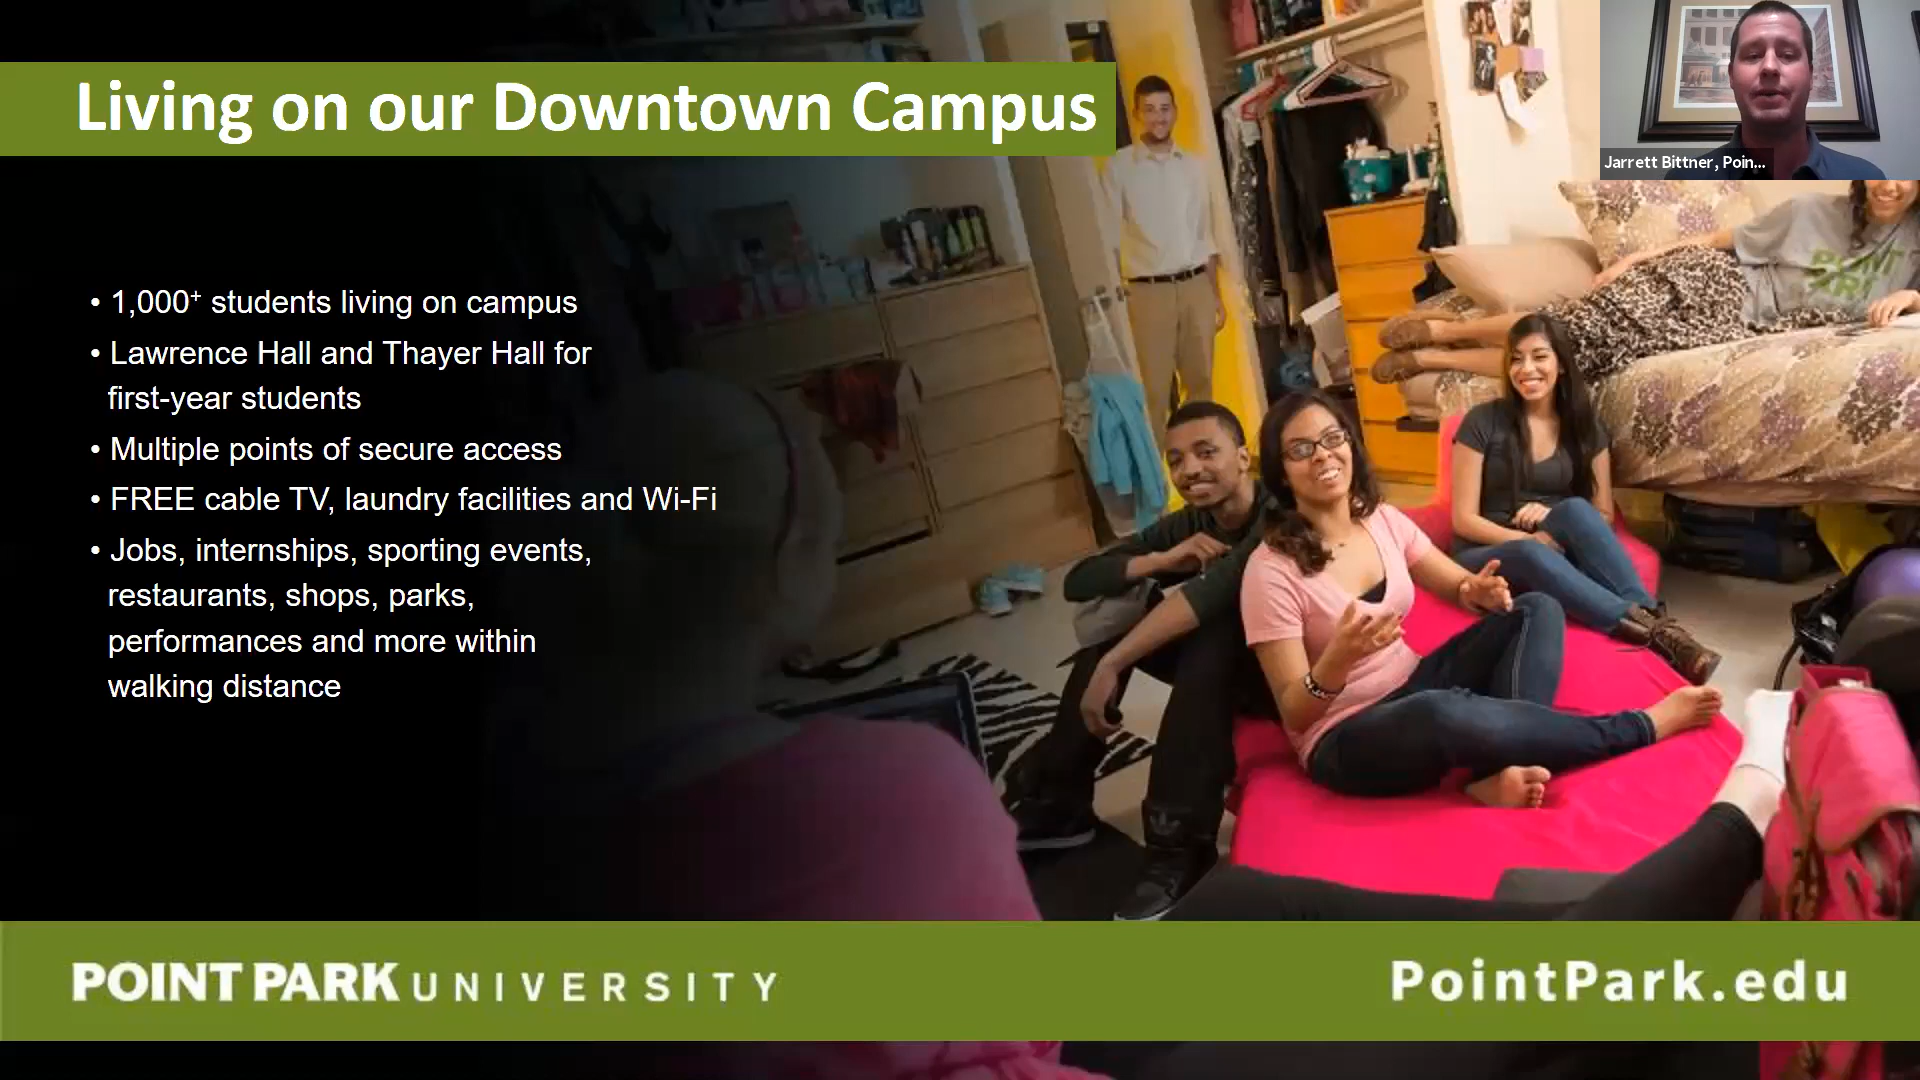 Living on our Downtown Campus
Jarrett Bittner, Poin...
• 1,000+ students living on campus
• Lawrence Hall and Thayer Hall for
first-year students
• Multiple points of secure access
• FREE cable TV, laundry facilities and Wi-Fi
• Jobs, internships, sporting events,
restaurants, shops, parks,
performances and more within
walking distance
POINT PARK UNIVERSITY
PointPark.edu